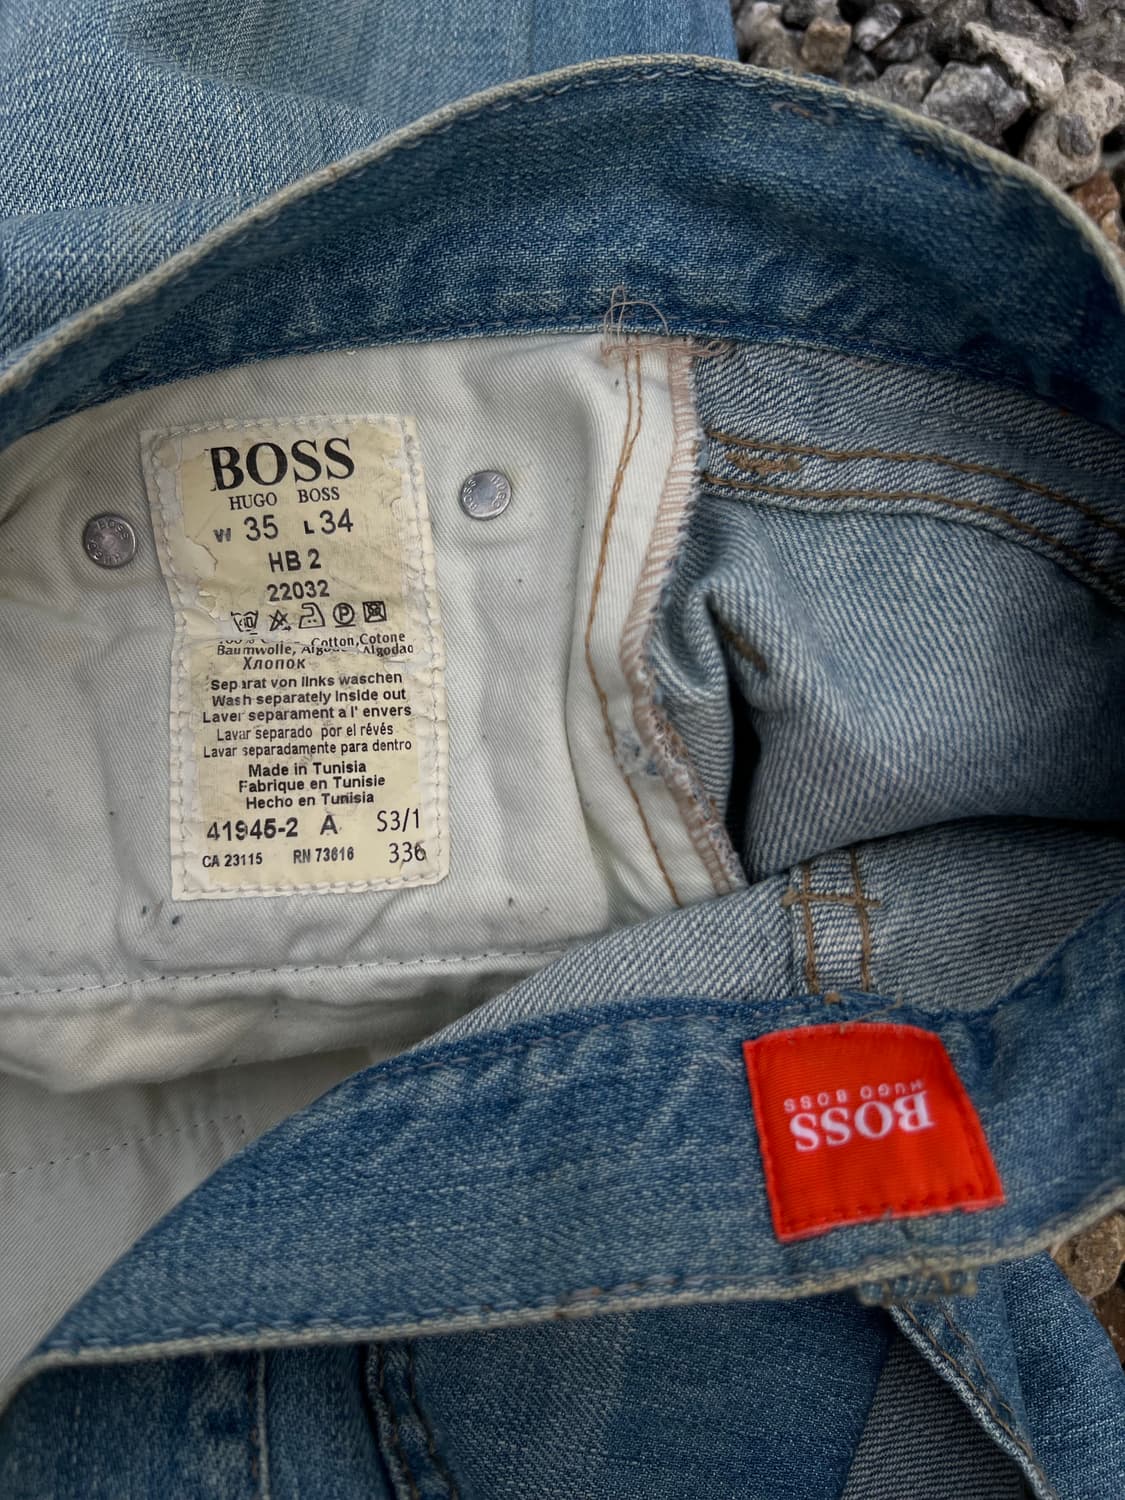 BOSS
HUGO BOSS
W 35 L 34
HB 2
22032
Cotton, Cotone
Baumwolle, Algodao
Хлопок
Separat von links waschen
Wash separately inside out
Laver separament a l' envers
Lavar separado por el révés
Lavar separadamente para dentro
Made in Tunisia
Fabrique en Tunisie
Hecho en Tunisia
41945-2 A S3/1
CA 23115 RN 73616 336
BOSS
HUGO BOSS